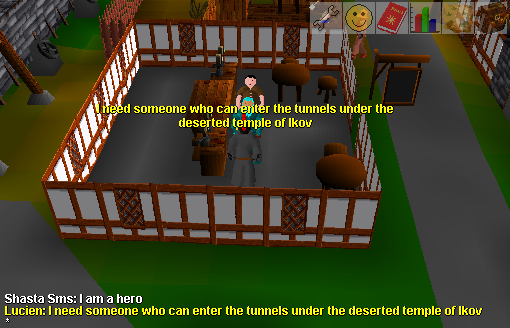 I need someone who can enter the tunnels under the
deserted temple of Ikov
Shasta Sms: I am a hero
Lucien: I need someone who can enter the tunnels under the deserted temple of Ikov
*